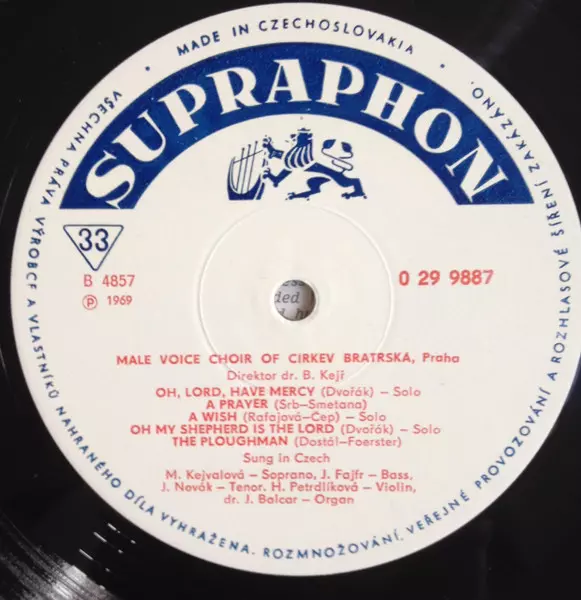 MADE IN CZECHOSLOVAKIA
SUPRAPHON
33
B 4857
Ⓟ 1969
0 29 9887
MALE VOICE CHOIR OF CIRKEV BRATRSKA, Praha
Direktor dr. B. Kejř
OH, LORD, HAVE MERCY (Dvořák) – Solo
A PRAYER (Srb–Smetana)
A WISH (Rafajová–Cep) – Solo
OH MY SHEPHERD IS THE LORD (Dvořák) – Solo
THE PLOUGHMAN (Dostál–Foerster)
Sung in Czech
M. Kejvalová – Soprano, J. Fajfr – Bass,
J. Novák – Tenor. H. Petrdlíková – Violin,
dr. J. Balcar – Organ
VŠECHNA PRÁVA VÝROBCE A VLASTNÍKŮ NAHRANÉHO DÍLA VYHRAŽENA. ROZMNOŽOVÁNÍ, VEŘEJNÉ PROVOZOVÁNÍ A ROZHLASOVÉ ŠÍŘENÍ ZAKÁZÁNO.